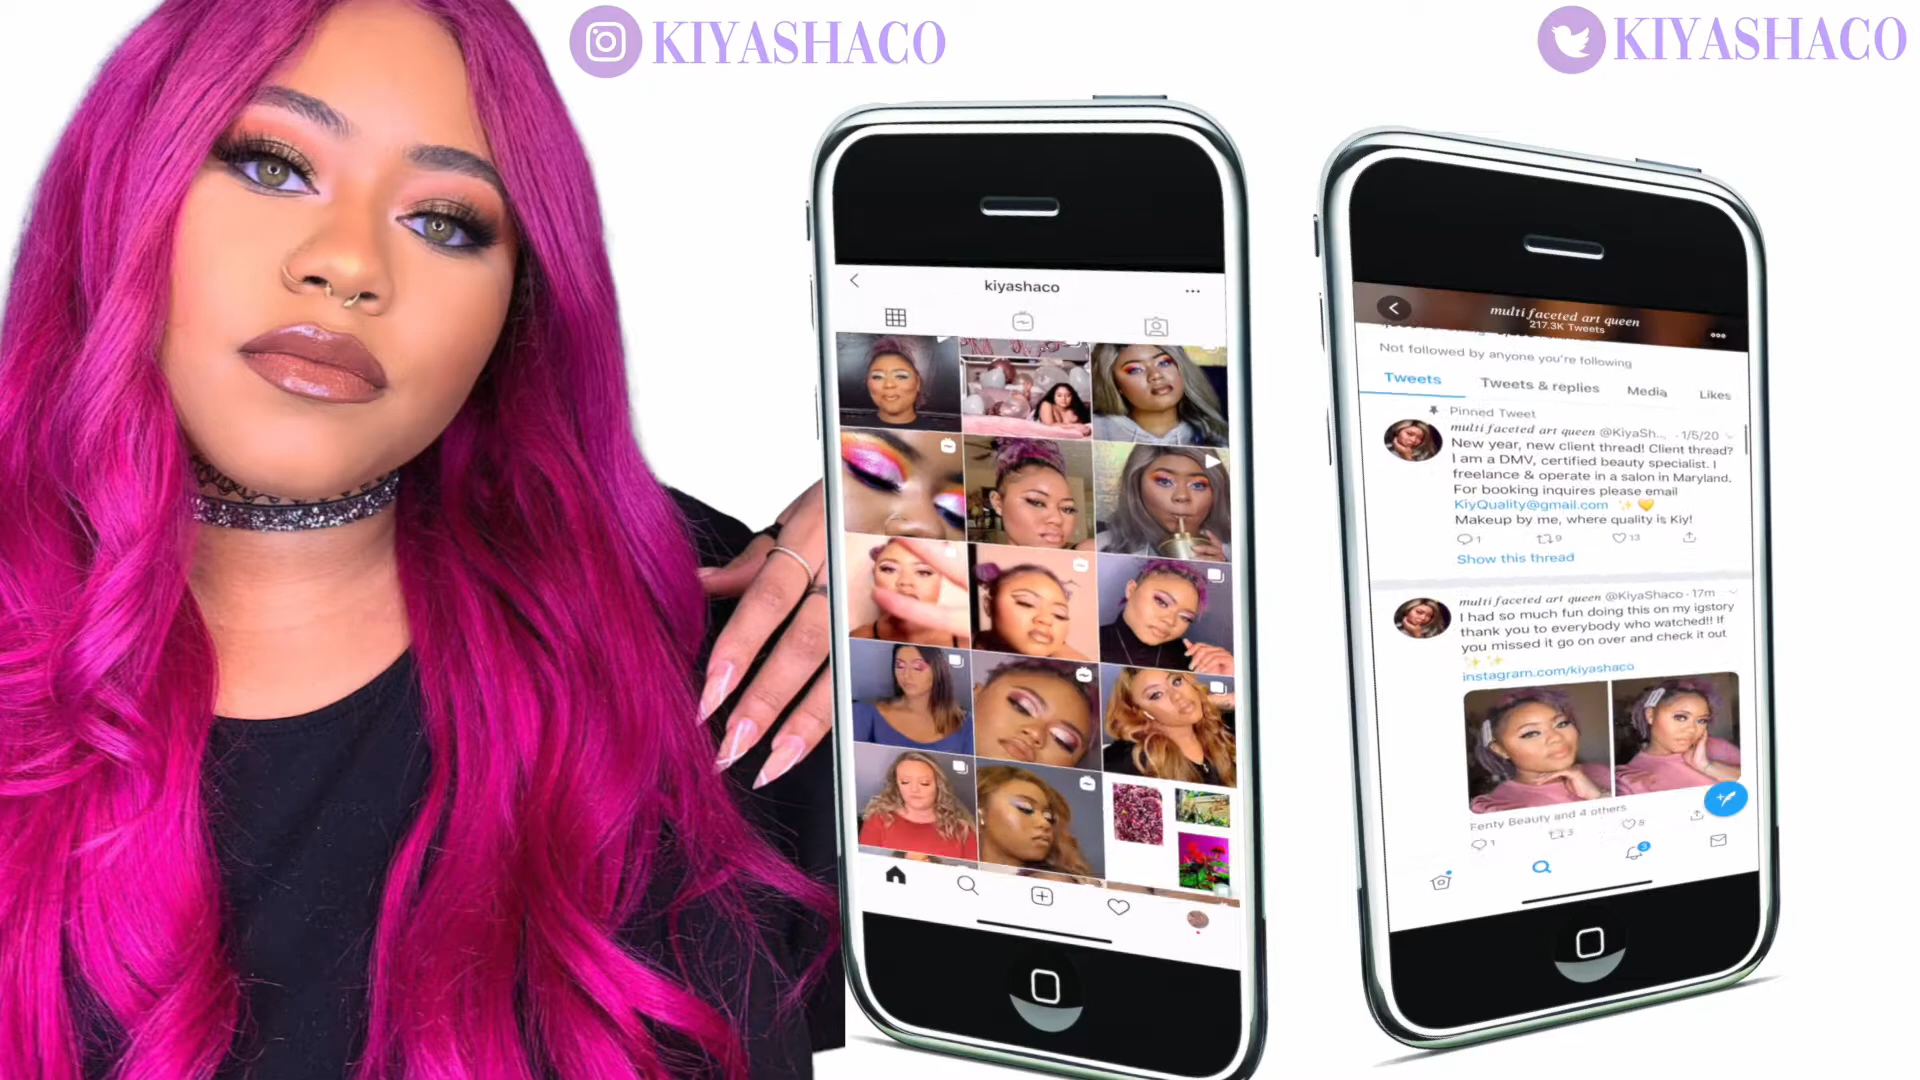 KIYASHACO
KIYASHACO
kiyashaco
multi faceted art queen
217.3K Tweets
Not followed by anyone you're following
Tweets
Tweets & replies
Media
Likes
Pinned Tweet
multi faceted art queen @KiyaSh... · 1/5/20
New year, new client thread! Client thread?
I am a DMV, certified beauty specialist. I
freelance & operate in a salon in Maryland.
For booking inquires please email
KiyQuality@gmail.com ✨💛
Makeup by me, where quality is Kiy!
1
9
13
Show this thread
multi faceted art queen @KiyaShaco · 17m
I had so much fun doing this on my igstory
thank you to everybody who watched!! If
you missed it go on over and check it out
✨✨
instagram.com/kiyashaco
Fenty Beauty and 4 others
1
3
5
3